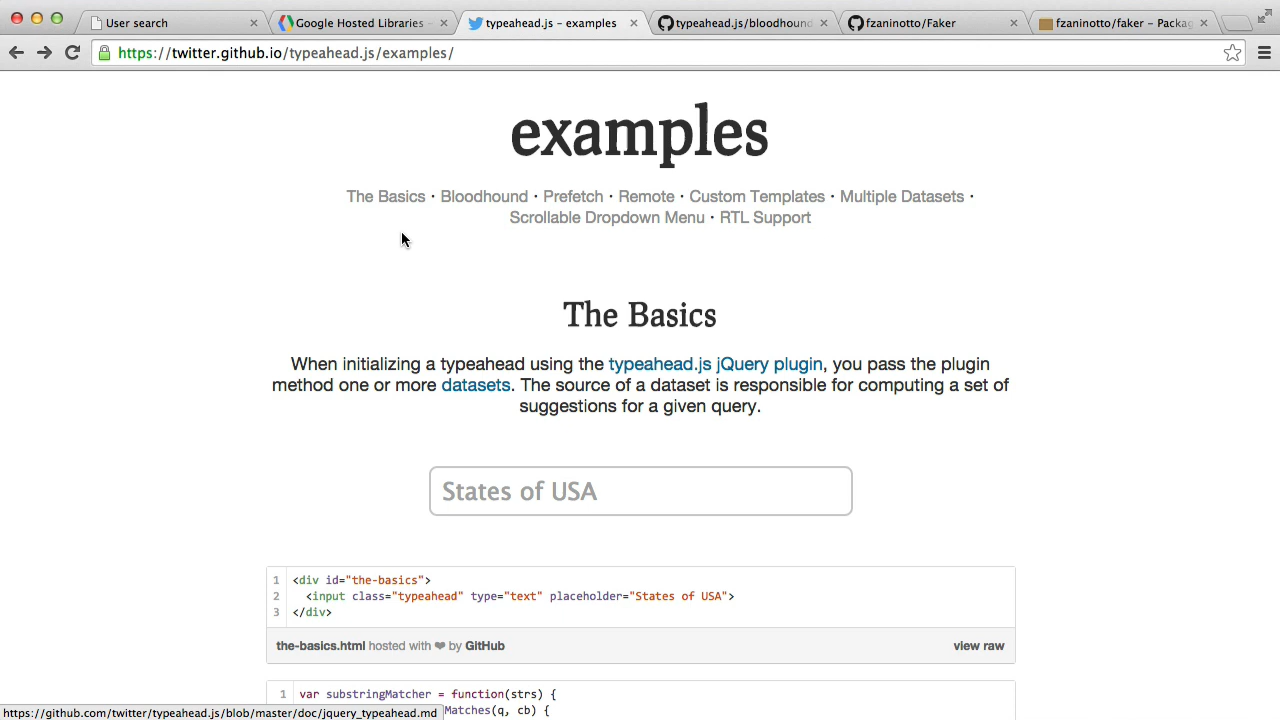 User search
Google Hosted Libraries -
typeahead.js – examples
typeahead.js/bloodhound
fzaninotto/Faker
fzaninotto/faker - Packag
https://twitter.github.io/typeahead.js/examples/
examples
The Basics · Bloodhound · Prefetch · Remote · Custom Templates · Multiple Datasets ·
Scrollable Dropdown Menu · RTL Support
The Basics
When initializing a typeahead using the typeahead.js jQuery plugin, you pass the plugin
method one or more datasets. The source of a dataset is responsible for computing a set of
suggestions for a given query.
States of USA
1 <div id="the-basics">
2 <input class="typeahead" type="text" placeholder="States of USA">
3 </div>
the-basics.html hosted with ❤ by GitHub
view raw
1 var substringMatcher = function(strs) {
Matches(q, cb) {
https://github.com/twitter/typeahead.js/blob/master/doc/jquery_typeahead.md